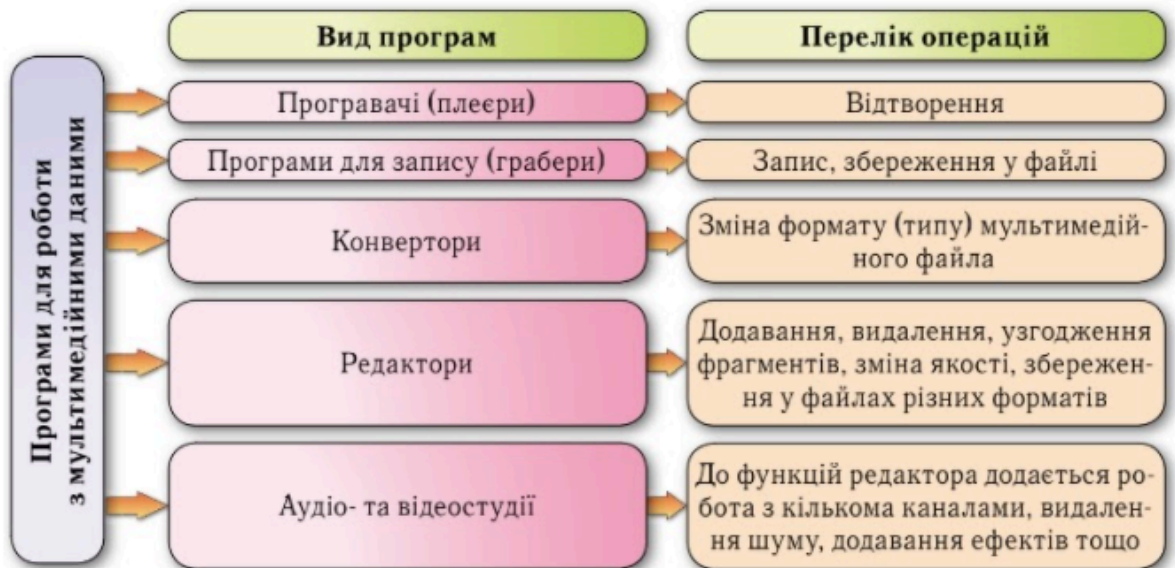 Вид програм
Перелік операцій
Програми для роботи
з мультимедійними даними
Програвачі (плеєри)
Відтворення
Програми для запису (грабери)
Запис, збереження у файлі
Конвертори
Зміна формату (типу) мультимедій-
ного файла
Редактори
Додавання, видалення, узгодження
фрагментів, зміна якості, збережен-
ня у файлах різних форматів
Аудіо- та відеостудії
До функцій редактора додається ро-
бота з кількома каналами, видален-
ня шуму, додавання ефектів тощо